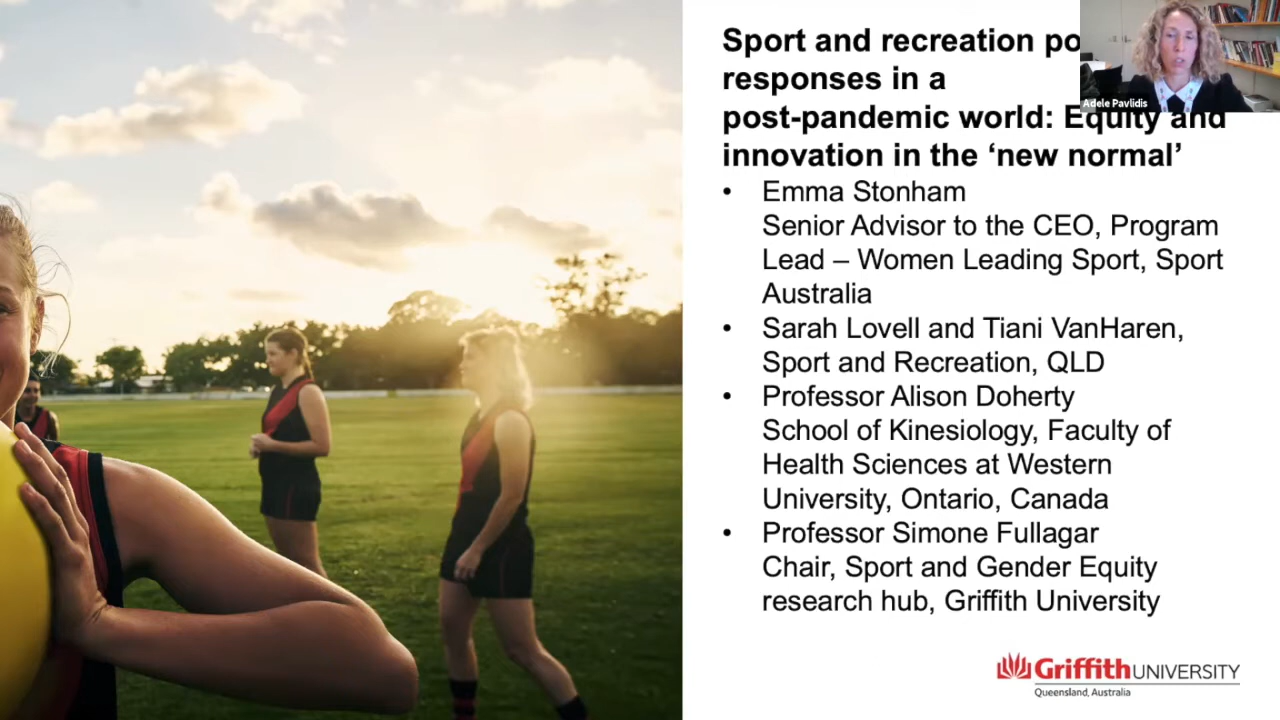 Sport and recreation po
responses in a
post-pandemic world: Equity and
innovation in the ‘new normal’
Adele Pavlidis
• Emma Stonham
Senior Advisor to the CEO, Program
Lead – Women Leading Sport, Sport
Australia
• Sarah Lovell and Tiani VanHaren,
Sport and Recreation, QLD
• Professor Alison Doherty
School of Kinesiology, Faculty of
Health Sciences at Western
University, Ontario, Canada
• Professor Simone Fullagar
Chair, Sport and Gender Equity
research hub, Griffith University
Griffith UNIVERSITY
Queensland, Australia